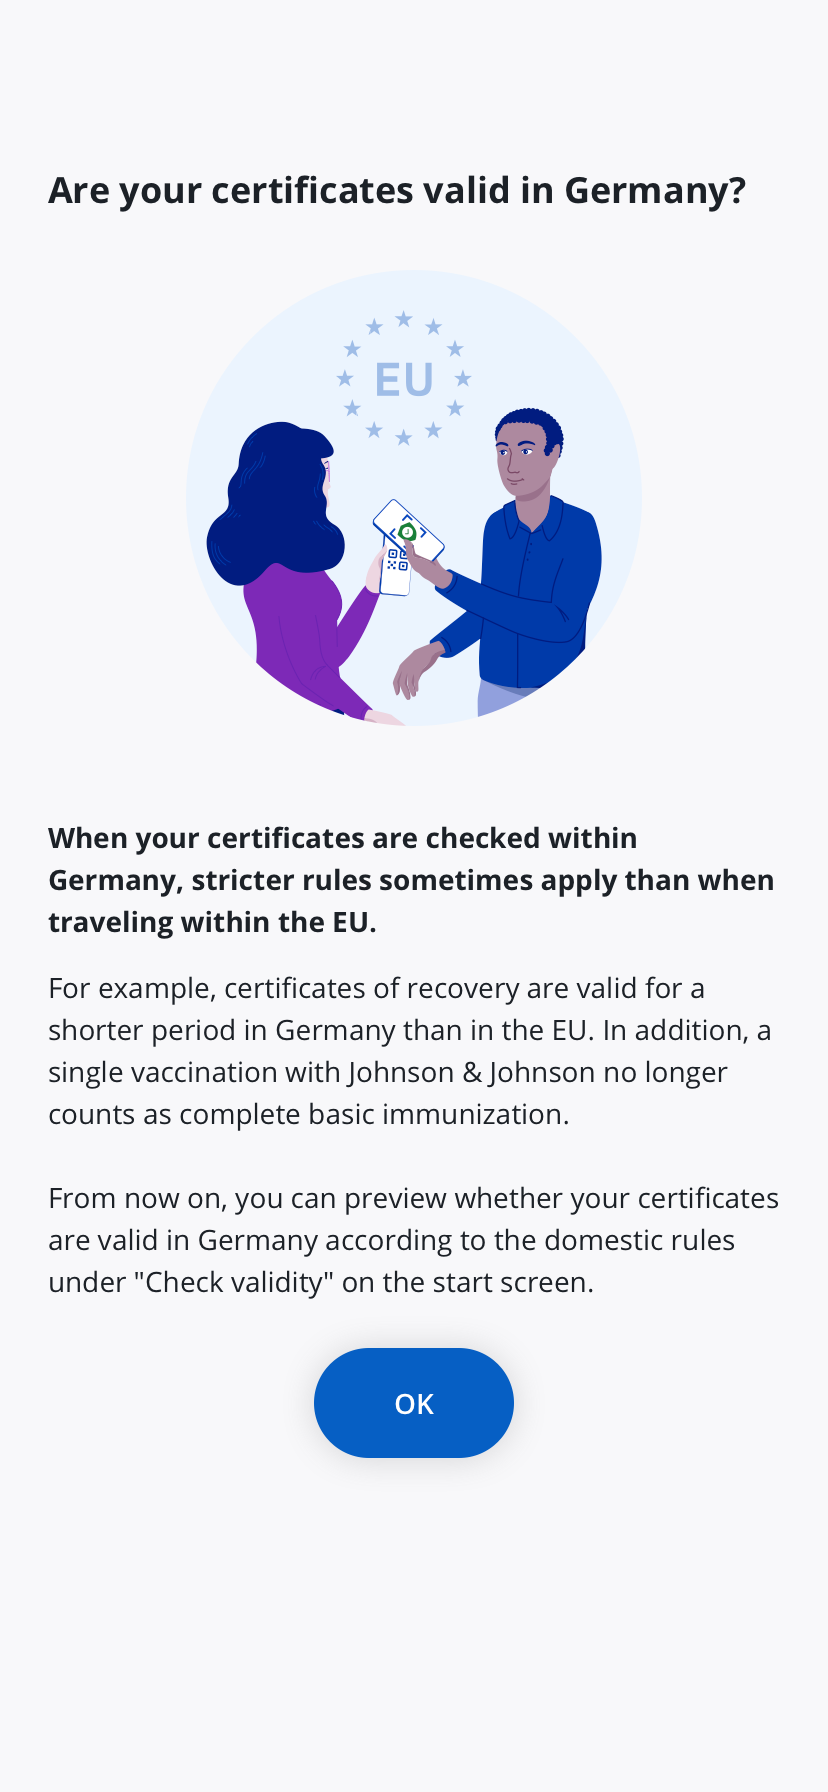 Are your certificates valid in Germany?
EU
When your certificates are checked within
Germany, stricter rules sometimes apply than when
traveling within the EU.
For example, certificates of recovery are valid for a
shorter period in Germany than in the EU. In addition, a
single vaccination with Johnson & Johnson no longer
counts as complete basic immunization.
From now on, you can preview whether your certificates
are valid in Germany according to the domestic rules
under "Check validity" on the start screen.
OK